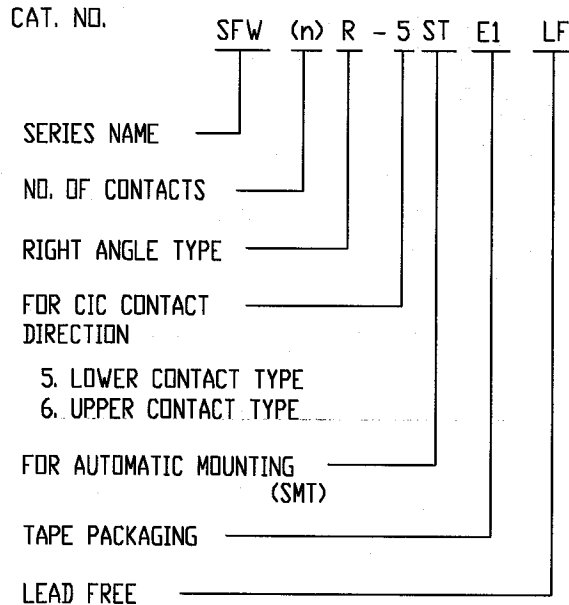 CAT. NO.
SFW (n) R - 5 ST E1 LF
SERIES NAME
NO. OF CONTACTS
RIGHT ANGLE TYPE
FOR CIC CONTACT
DIRECTION
5. LOWER CONTACT TYPE
6. UPPER CONTACT TYPE
FOR AUTOMATIC MOUNTING
(SMT)
TAPE PACKAGING
LEAD FREE